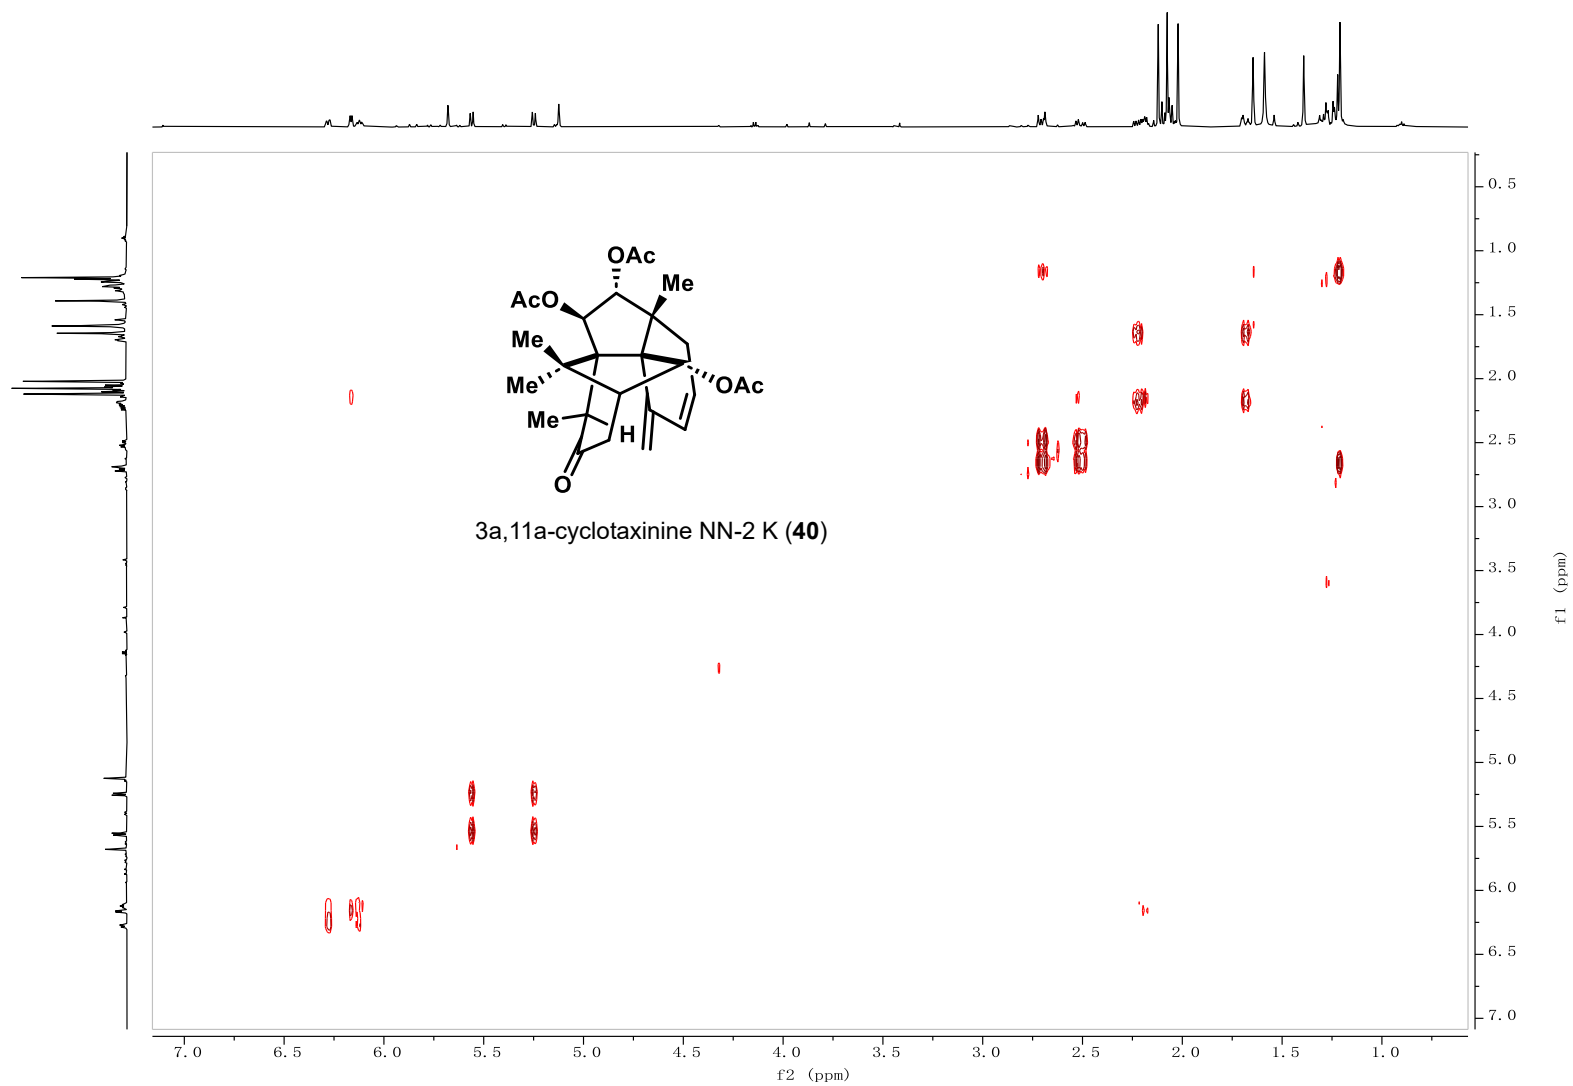 OAc
Me
AcO
Me
Me
OAc
Me
H
O
3a,11a-cyclotaxinine NN-2 K (40)
0.5
1.0
1.5
2.0
2.5
3.0
3.5
4.0
4.5
5.0
5.5
6.0
6.5
7.0
f1 (ppm)
7.0 6.5 6.0 5.5 5.0 4.5 4.0 3.5 3.0 2.5 2.0 1.5 1.0
f2 (ppm)